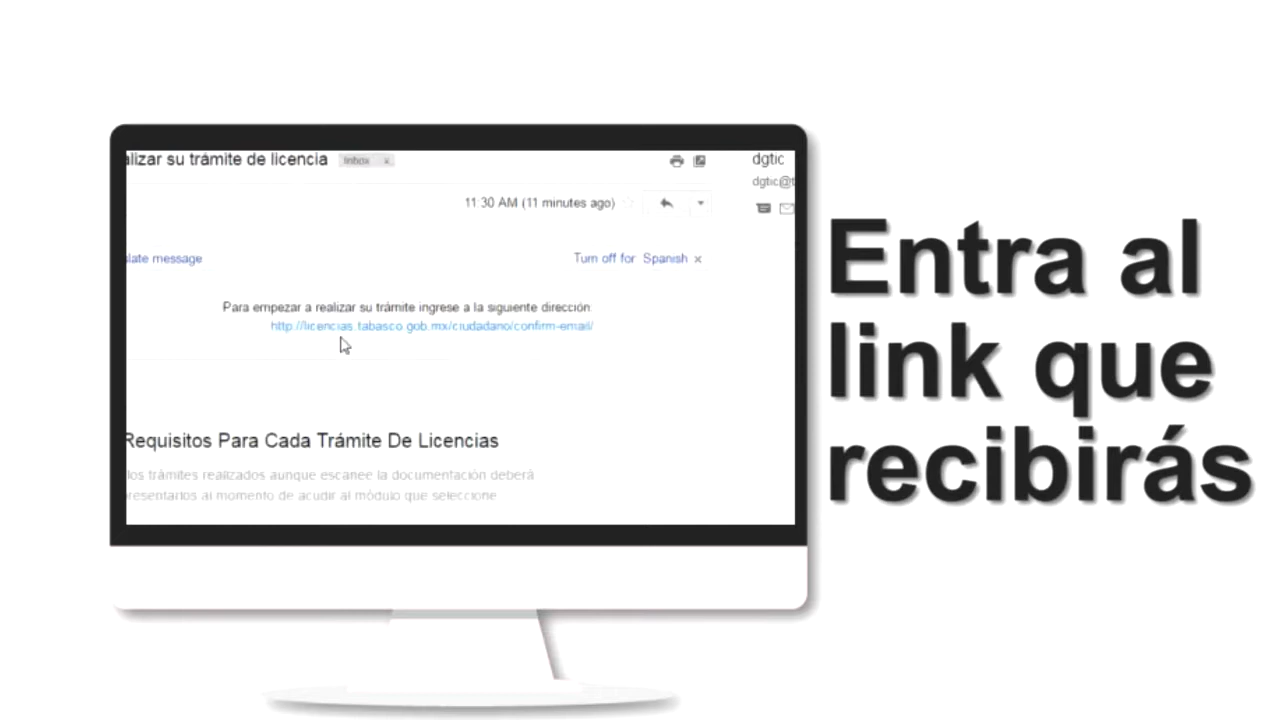 alizar su trámite de licencia Inbox x
dgtic
dgtic@t
11:30 AM (11 minutes ago)
slate message
Turn off for Spanish x
Para empezar a realizar su trámite ingrese a la siguiente dirección:
http://licencias.tabasco.gob.mx/ciudadano/confirm-email/
Requisitos Para Cada Trámite De Licencias
los trámites realizados aunque escanee la documentación deberá
presentarlos al momento de acudir al módulo que seleccione
Entra al
link que
recibirás